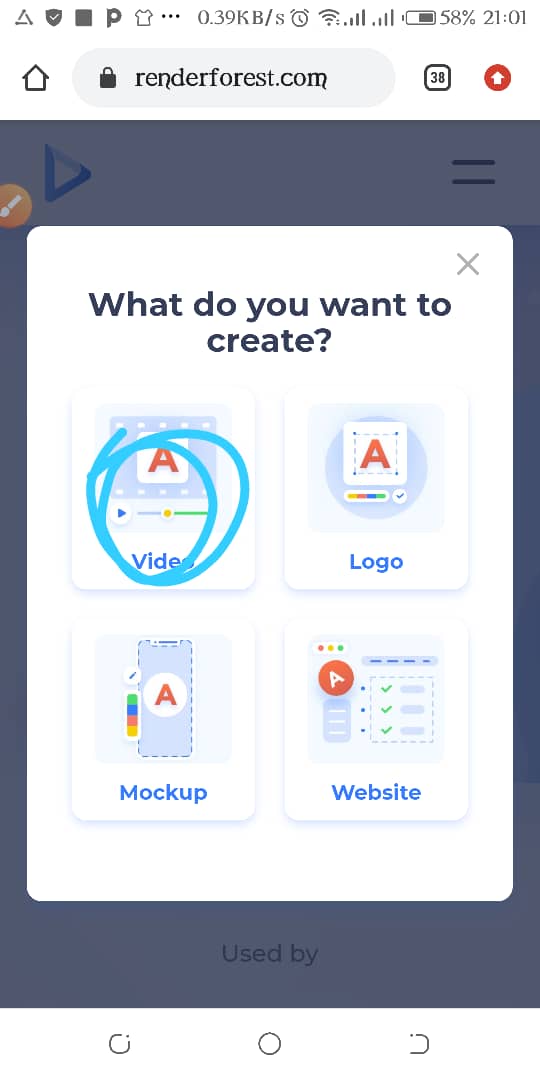 0.39KB/s 58% 21:01
renderforest.com 38
What do you want to
create?
Video Logo
Mockup Website
Used by